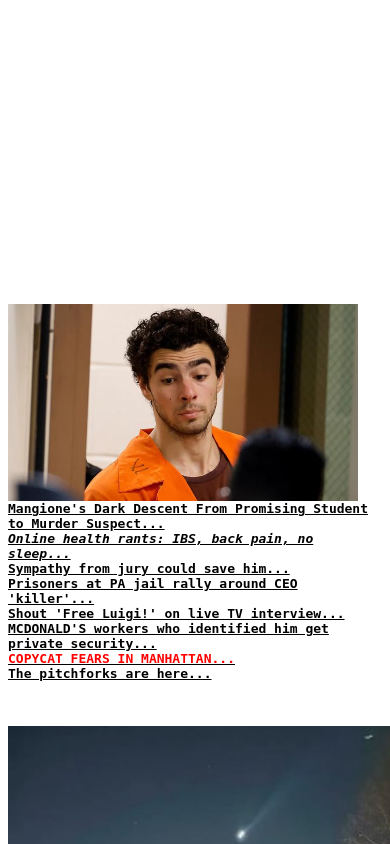 Mangione's Dark Descent From Promising Student
to Murder Suspect...
Online health rants: IBS, back pain, no
sleep...
Sympathy from jury could save him...
Prisoners at PA jail rally around CEO
'killer'...
Shout 'Free Luigi!' on live TV interview...
MCDONALD'S workers who identified him get
private security...
COPYCAT FEARS IN MANHATTAN...
The pitchforks are here...